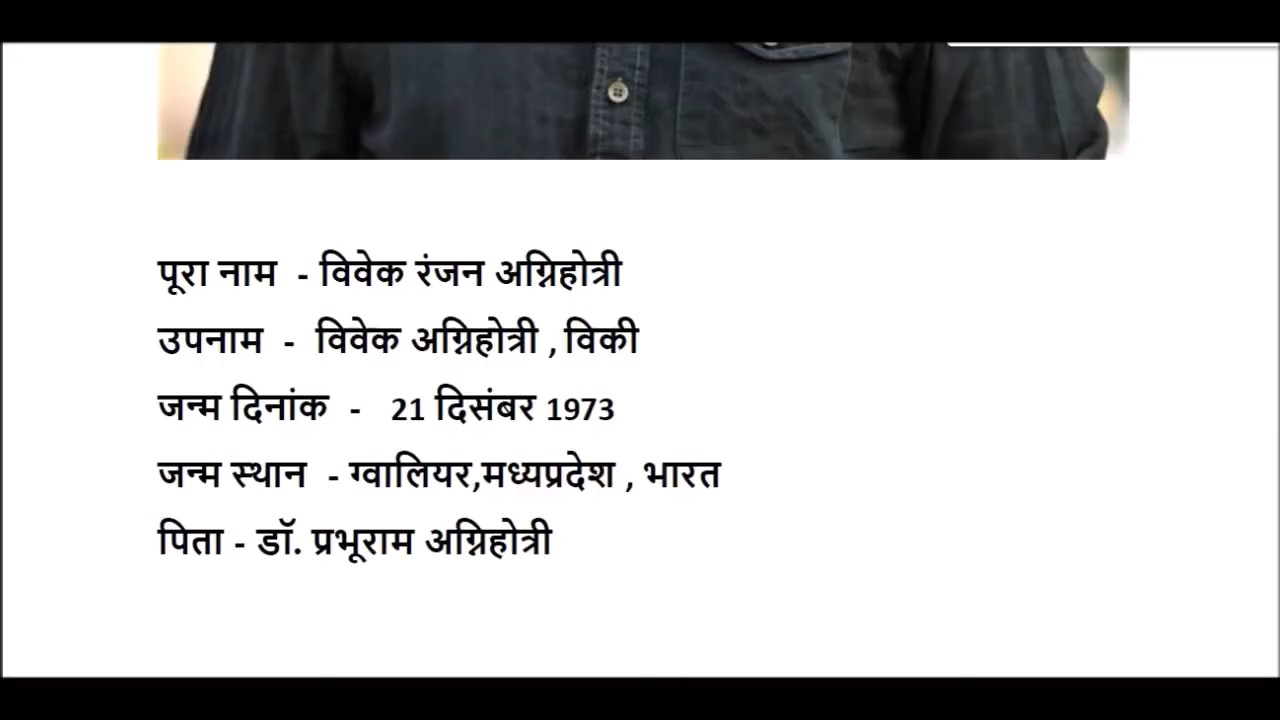 पूरा नाम - विवेक रंजन अग्निहोत्री
उपनाम - विवेक अग्निहोत्री , विकी
जन्म दिनांक - 21 दिसंबर 1973
जन्म स्थान - ग्वालियर,मध्यप्रदेश , भारत
पिता - डॉ. प्रभूराम अग्निहोत्री